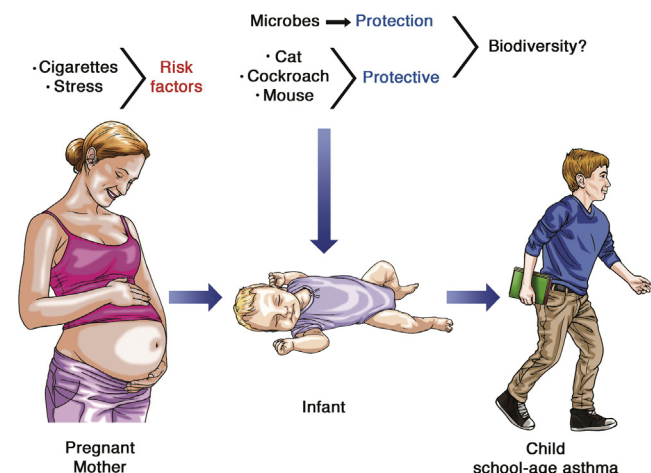 Microbes → Protection
Biodiversity?
· Cigarettes
· Stress
Risk
factors
· Cat
· Cockroach
· Mouse
Protective
Infant
Pregnant
Mother
Child
school-age asthma